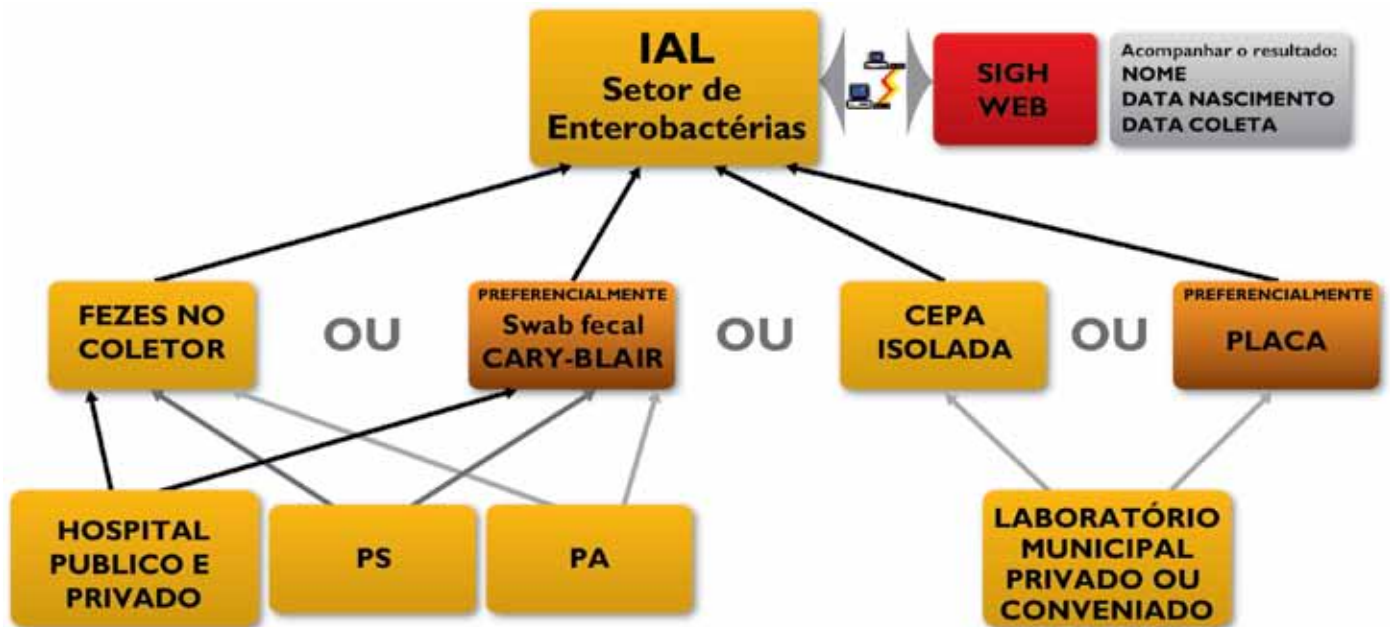 IAL
Setor de
Enterobactérias
SIGH
WEB
Acompanhar o resultado:
NOME
DATA NASCIMENTO
DATA COLETA
FEZES NO
COLETOR
OU
PREFERENCIALMENTE
Swab fecal
CARY-BLAIR
OU
CEPA
ISOLADA
OU
PREFERENCIALMENTE
PLACA
HOSPITAL
PUBLICO E
PRIVADO
PS
PA
LABORATÓRIO
MUNICIPAL
PRIVADO OU
CONVENIADO